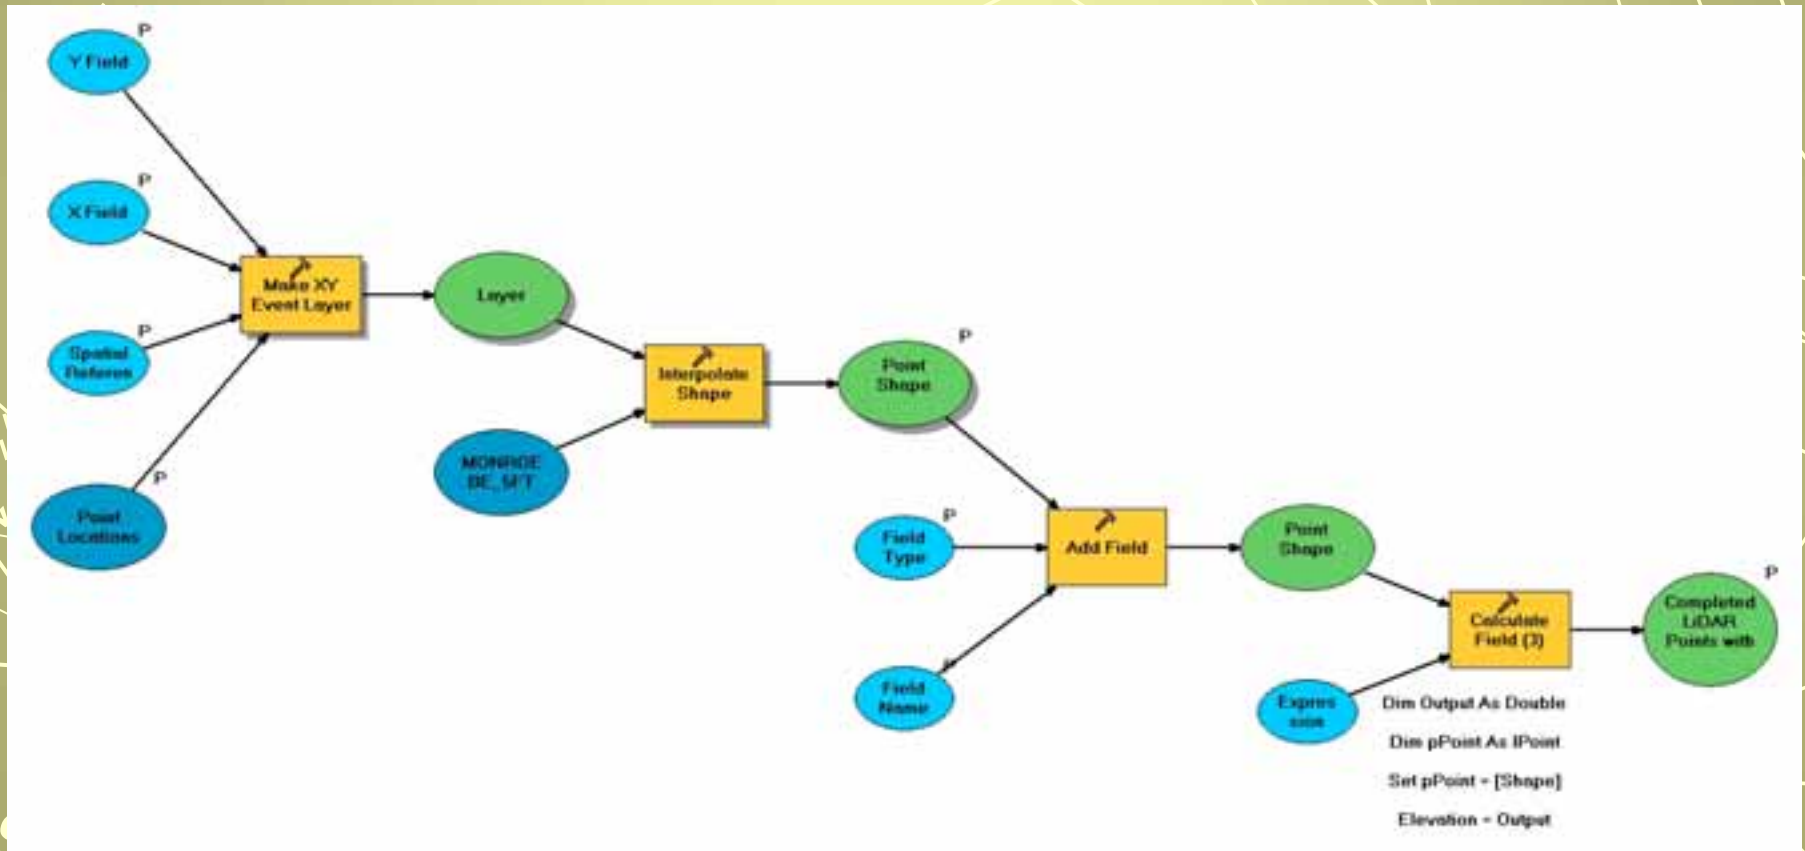 P
Y Field
P
X Field
P
Spatial
Referen
P
Point
Locations
Make XY
Event Layer
Layer
MONROE
DE_5FT
Interpolate
Shape
P
Point
Shape
P
Field
Type
P
Field
Name
Add Field
Point
Shape
Expres
sion
Calculate
Field (3)
P
Completed
LiDAR
Points with
Dim Output As Double
Dim pPoint As IPoint
Set pPoint = [Shape]
Elevation = Output